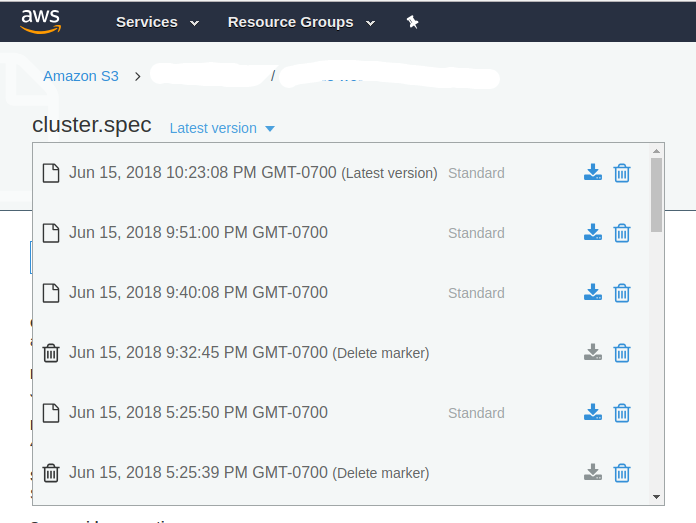 aws
Services
Resource Groups
Amazon S3 > /
cluster.spec Latest version
Jun 15, 2018 10:23:08 PM GMT-0700 (Latest version) Standard
Jun 15, 2018 9:51:00 PM GMT-0700 Standard
Jun 15, 2018 9:40:08 PM GMT-0700 Standard
Jun 15, 2018 9:32:45 PM GMT-0700 (Delete marker)
Jun 15, 2018 5:25:50 PM GMT-0700 Standard
Jun 15, 2018 5:25:39 PM GMT-0700 (Delete marker)